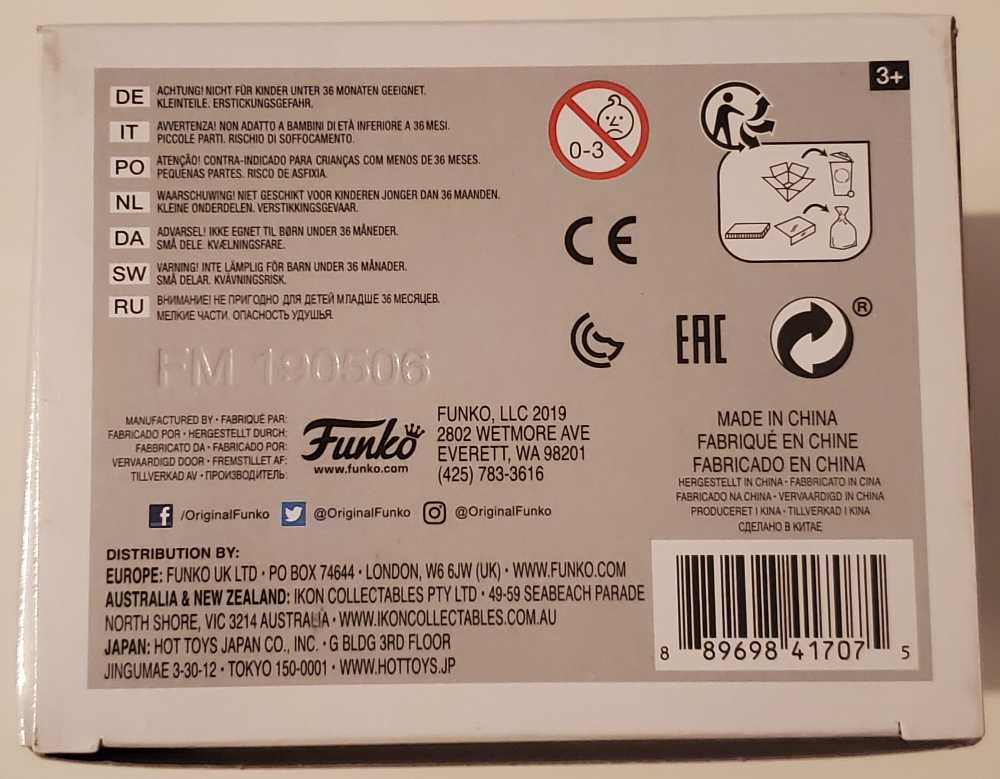 3+
DE ACHTUNG! NICHT FÜR KINDER UNTER 36 MONATEN GEEIGNET.
KLEINTEILE. ERSTICKUNGSGEFAHR.
IT AVVERTENZA! NON ADATTO A BAMBINI DI ETÀ INFERIORE A 36 MESI.
PICCOLE PARTI. RISCHIO DI SOFFOCAMENTO.
PO ATENÇÃO! CONTRA-INDICADO PARA CRIANÇAS COM MENOS DE 36 MESES.
PEQUENAS PARTES. RISCO DE ASFIXIA.
NL WAARSCHUWING! NIET GESCHIKT VOOR KINDEREN JONGER DAN 36 MAANDEN.
KLEINE ONDERDELEN. VERSTIKKINGSGEVAAR.
DA ADVARSEL! IKKE EGNET TIL BØRN UNDER 36 MÅNEDER.
SMÅ DELE. KVÆLNINGSFARE.
SW VARNING! INTE LÄMPLIG FÖR BARN UNDER 36 MÅNADER.
SMÅ DELAR. KVÄVNINGSRISK.
RU ВНИМАНИЕ! НЕ ПРИГОДНО ДЛЯ ДЕТЕЙ МЛАДШЕ 36 МЕСЯЦЕВ.
МЕЛКИЕ ЧАСТИ. ОПАСНОСТЬ УДУШЬЯ.
0-3
CE
EAC
®
FM 190506
MANUFACTURED BY • FABRIQUÉ PAR:
FABRICADO POR • HERGESTELLT DURCH:
FABBRICATO DA • FABRICADO POR:
VERVAARDIGD DOOR • FREMSTILLET AF:
TILLVERKAD AV • ПРОИЗВОДИТЕЛЬ:
Funko
www.funko.com
FUNKO, LLC 2019
2802 WETMORE AVE
EVERETT, WA 98201
(425) 783-3616
MADE IN CHINA
FABRIQUÉ EN CHINE
FABRICADO EN CHINA
HERGESTELLT IN CHINA • FABBRICATO IN CINA
FABRICADO NA CHINA • VERVAARDIGD IN CHINA
PRODUCERET I KINA • TILLVERKAD I KINA
СДЕЛАНО В КИТАЕ
/OriginalFunko @OriginalFunko @OriginalFunko
DISTRIBUTION BY:
EUROPE: FUNKO UK LTD • PO BOX 74644 • LONDON, W6 6JW (UK) • WWW.FUNKO.COM
AUSTRALIA & NEW ZEALAND: IKON COLLECTABLES PTY LTD • 49-59 SEABEACH PARADE
NORTH SHORE, VIC 3214 AUSTRALIA • WWW.IKONCOLLECTABLES.COM.AU
JAPAN: HOT TOYS JAPAN CO., INC. • G BLDG 3RD FLOOR
JINGUMAE 3-30-12 • TOKYO 150-0001 • WWW.HOTTOYS.JP
8 89698 41707 5